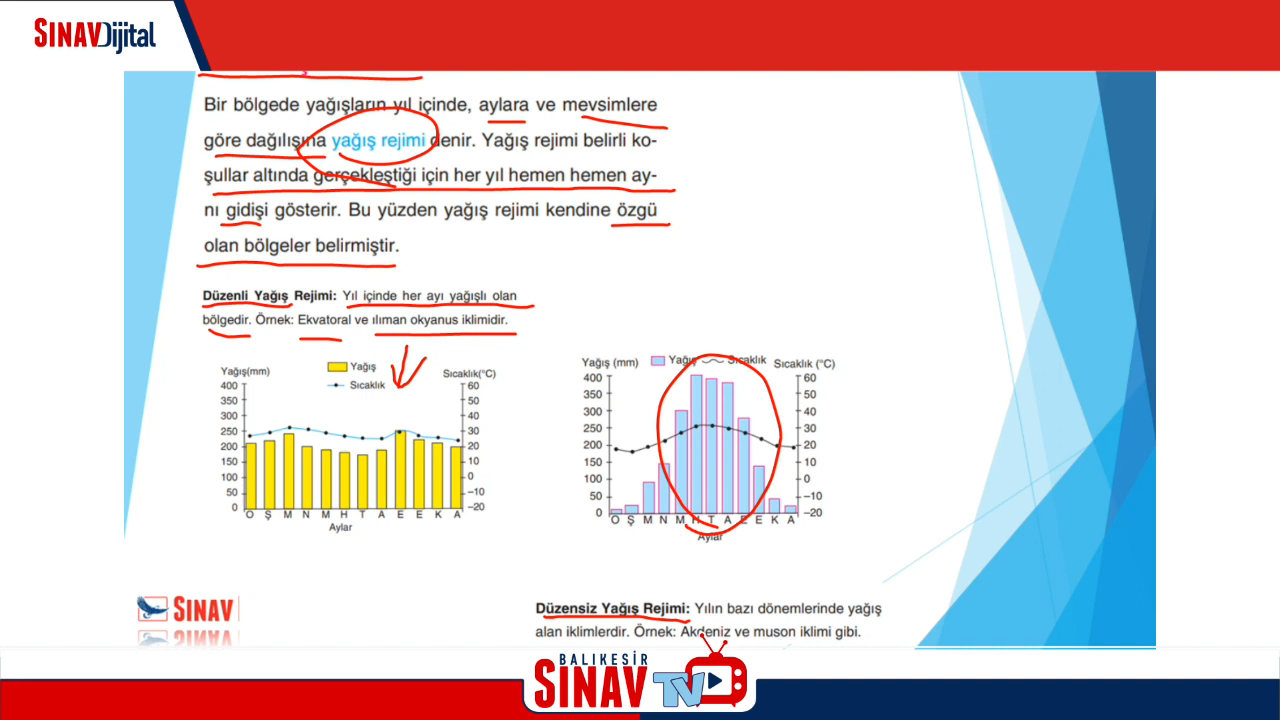 SINAV Dijital
Bir bölgede yağışların yıl içinde, aylara ve mevsimlere
göre dağılışına yağış rejimi denir. Yağış rejimi belirli ko-
şullar altında gerçekleştiği için her yıl hemen hemen ay-
nı gidişi gösterir. Bu yüzden yağış rejimi kendine özgü
olan bölgeler belirmiştir.
Düzenli Yağış Rejimi: Yıl içinde her ayı yağışlı olan
bölgedir. Örnek: Ekvatoral ve ılıman okyanus iklimidir.
Yağış(mm) Yağış Sıcaklık(°C)
Sıcaklık
400 60
350 50
300 40
250 30
200 20
150 10
100 0
50 –10
0 –20
O Ş M N M H T A E E K A
Aylar
Yağış (mm) Yağış Sıcaklık Sıcaklık (°C)
400 60
350 50
300 40
250 30
200 20
150 10
100 0
50 –10
0 –20
O Ş M N M H T A E E K A
Aylar
SINAV
Düzensiz Yağış Rejimi: Yılın bazı dönemlerinde yağış
alan iklimlerdir. Örnek: Akdeniz ve muson iklimi gibi.
BALIKESİR
SINAV TV